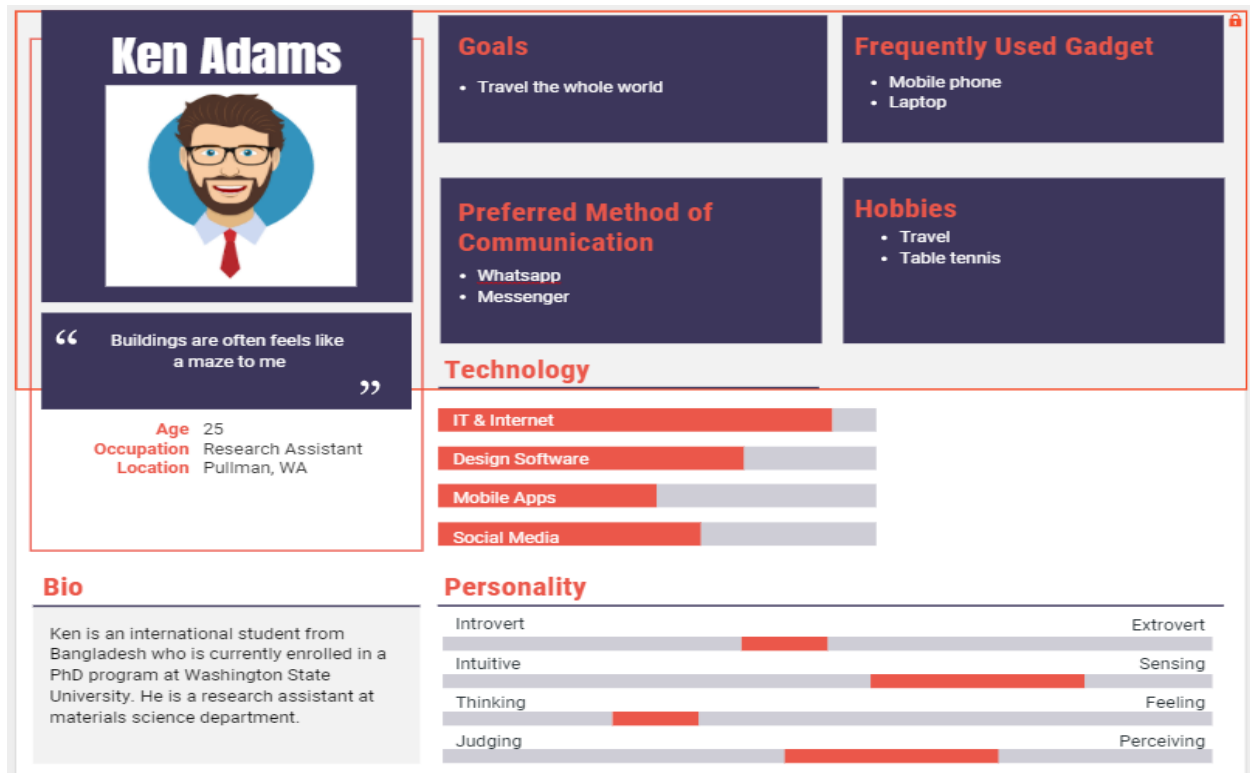 Ken Adams
“ Buildings are often feels like
a maze to me
”
Age 25
Occupation Research Assistant
Location Pullman, WA
Bio
Ken is an international student from
Bangladesh who is currently enrolled in a
PhD program at Washington State
University. He is a research assistant at
materials science department.
Goals
• Travel the whole world
Frequently Used Gadget
• Mobile phone
• Laptop
Preferred Method of
Communication
• Whatsapp
• Messenger
Hobbies
• Travel
• Table tennis
Technology
IT & Internet
Design Software
Mobile Apps
Social Media
Personality
Introvert Extrovert
Intuitive Sensing
Thinking Feeling
Judging Perceiving